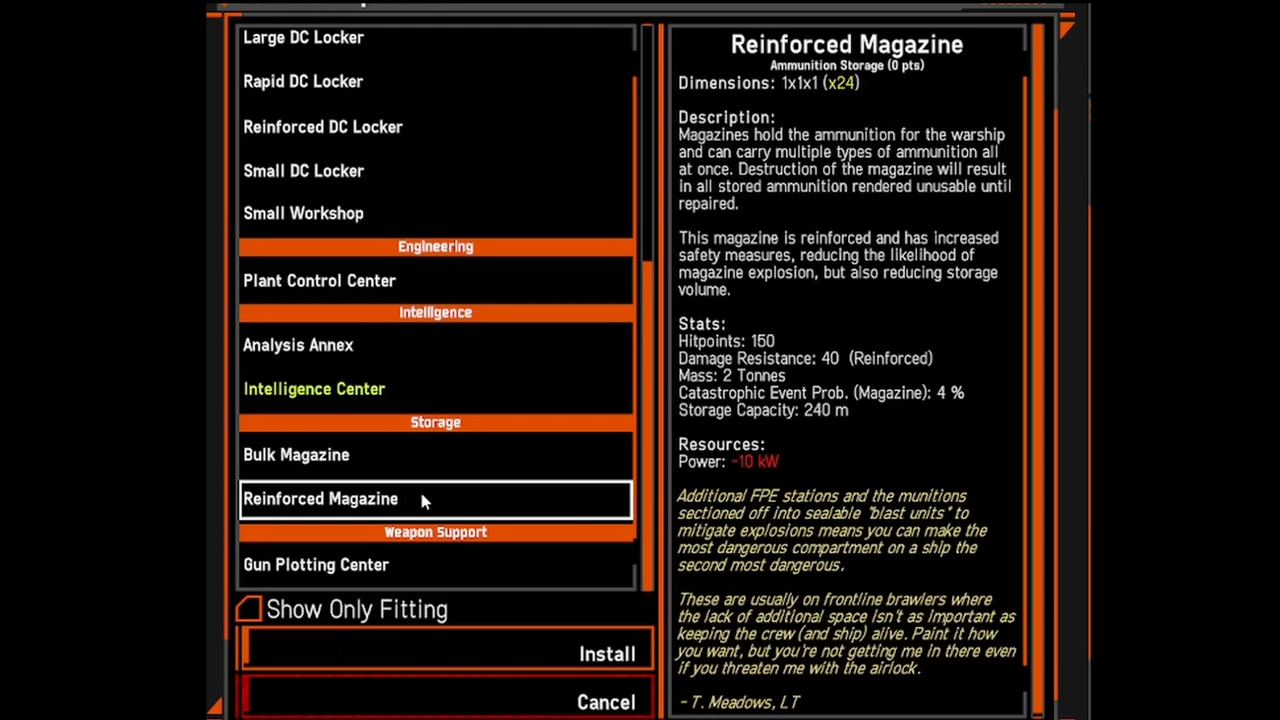 Large DC Locker
Rapid DC Locker
Reinforced DC Locker
Small DC Locker
Small Workshop
Engineering
Plant Control Center
Intelligence
Analysis Annex
Intelligence Center
Storage
Bulk Magazine
Reinforced Magazine
Weapon Support
Gun Plotting Center
Show Only Fitting
Install
Cancel
Reinforced Magazine
Ammunition Storage (0 pts)
Dimensions: 1x1x1 (x24)
Description:
Magazines hold the ammunition for the warship
and can carry multiple types of ammunition all
at once. Destruction of the magazine will result
in all stored ammunition rendered unusable until
repaired.
This magazine is reinforced and has increased
safety measures, reducing the likelihood of
magazine explosion, but also reducing storage
volume.
Stats:
Hitpoints: 150
Damage Resistance: 40 (Reinforced)
Mass: 2 Tonnes
Catastrophic Event Prob. (Magazine): 4 %
Storage Capacity: 240 m
Resources:
Power: -10 kW
Additional FPE stations and the munitions
sectioned off into sealable "blast units" to
mitigate explosions means you can make the
most dangerous compartment on a ship the
second most dangerous.
These are usually on frontline brawlers where
the lack of additional space isn't as important as
keeping the crew (and ship) alive. Paint it how
you want, but you're not getting me in there even
if you threaten me with the airlock.
- T. Meadows, LT